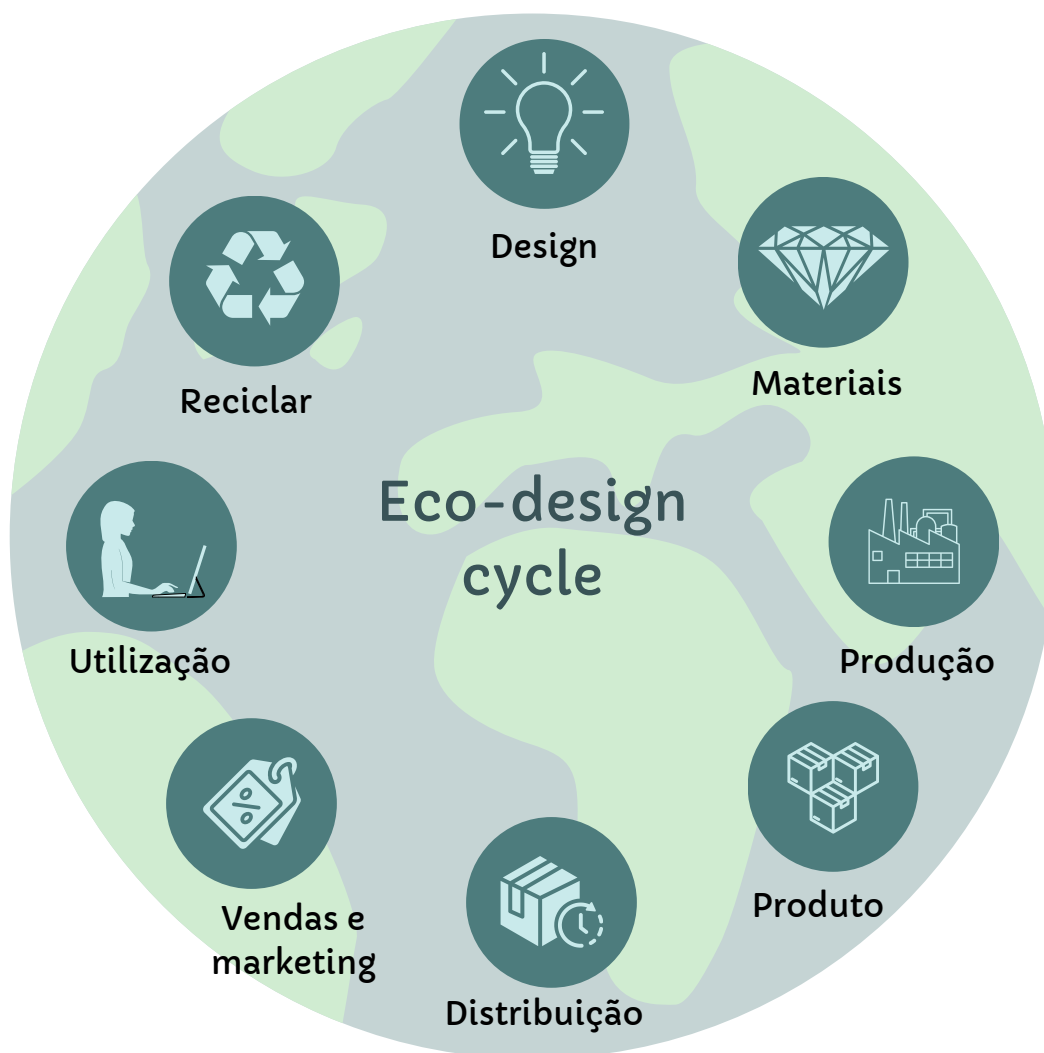 Design
Materiais
Produção
Produto
Distribuição
Vendas e
marketing
Utilização
Reciclar
Eco-design
cycle